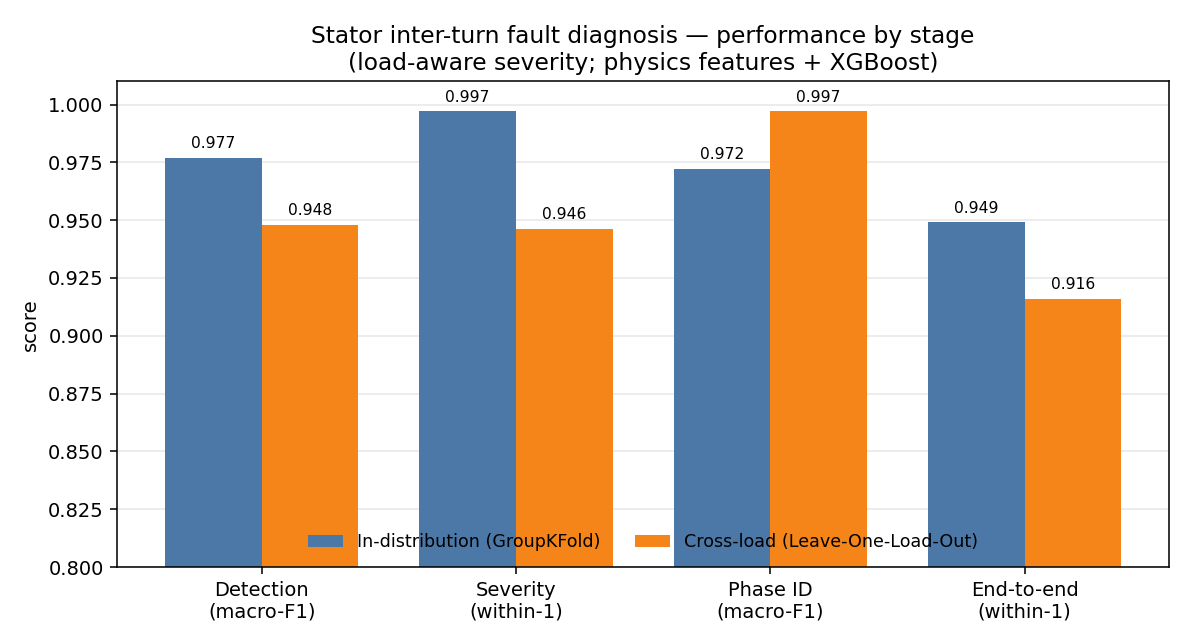 Stator inter-turn fault diagnosis — performance by stage
(load-aware severity; physics features + XGBoost)
score
1.000
0.975
0.950
0.925
0.900
0.875
0.850
0.825
0.800
0.977
0.948
0.997
0.946
0.972
0.997
0.949
0.916
In-distribution (GroupKFold)
Cross-load (Leave-One-Load-Out)
Detection
(macro-F1)
Severity
(within-1)
Phase ID
(macro-F1)
End-to-end
(within-1)